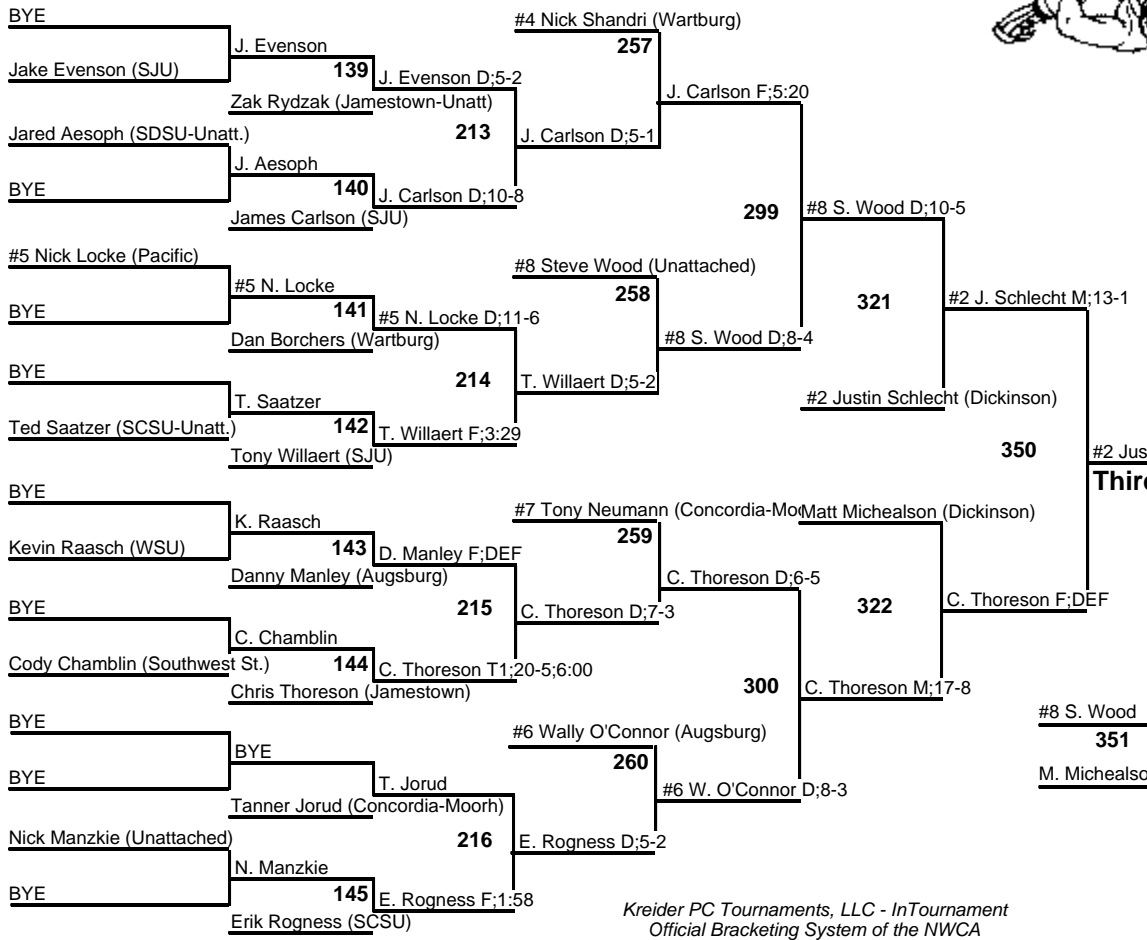 BYE
#4 Nick Shandri (Wartburg)
257
J. Evenson
Jake Evenson (SJU)
139
J. Evenson D;5-2
J. Carlson F;5:20
Zak Rydzak (Jamestown-Unatt)
Jared Aesoph (SDSU-Unatt.)
213
J. Carlson D;5-1
J. Aesoph
BYE
140
J. Carlson D;10-8
James Carlson (SJU)
299
#8 S. Wood D;10-5
#5 Nick Locke (Pacific)
#8 Steve Wood (Unattached)
#5 N. Locke
258
BYE
141
#5 N. Locke D;11-6
321
#2 J. Schlecht M;13-1
Dan Borchers (Wartburg)
#8 S. Wood D;8-4
BYE
214
T. Willaert D;5-2
T. Saatzer
#2 Justin Schlecht (Dickinson)
Ted Saatzer (SCSU-Unatt.)
142
T. Willaert F;3:29
Tony Willaert (SJU)
350
#2 Jus
Third
BYE
#7 Tony Neumann (Concordia-Moo
Matt Michealson (Dickinson)
K. Raasch
259
Kevin Raasch (WSU)
143
D. Manley F;DEF
Danny Manley (Augsburg)
C. Thoreson D;6-5
BYE
215
C. Thoreson D;7-3
322
C. Thoreson F;DEF
C. Chamblin
Cody Chamblin (Southwest St.)
144
C. Thoreson T1;20-5;6:00
Chris Thoreson (Jamestown)
300
C. Thoreson M;17-8
BYE
#6 Wally O'Connor (Augsburg)
#8 S. Wood
BYE
260
351
BYE
T. Jorud
#6 W. O'Connor D;8-3
M. Michealso
Tanner Jorud (Concordia-Moorh)
Nick Manzkie (Unattached)
216
E. Rogness D;5-2
N. Manzkie
BYE
145
E. Rogness F;1:58
Erik Rogness (SCSU)
Kreider PC Tournaments, LLC - InTournament
Official Bracketing System of the NWCA